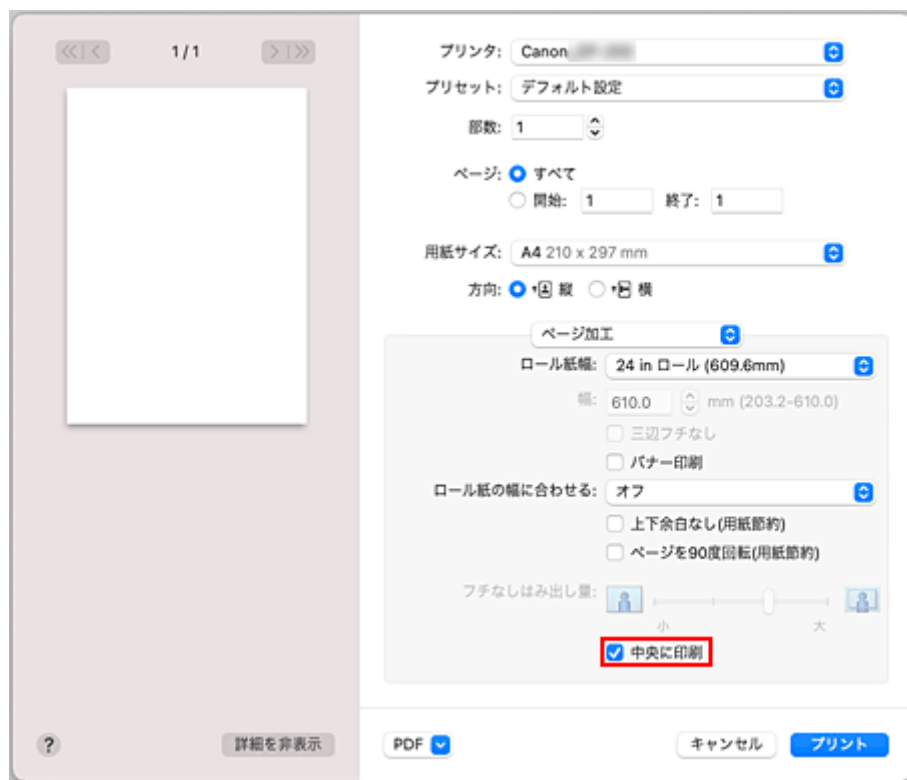 1 / 1
プリンタ: Canon
プリセット: デフォルト設定
部数: 1
ページ: すべて
開始: 1 終了: 1
用紙サイズ: A4 210 x 297 mm
方向: 縦 横
ページ加工
ロール紙幅: 24 in ロール (609.6mm)
幅: 610.0 mm (203.2-610.0)
三辺フチなし
バナー印刷
ロール紙の幅に合わせる: オフ
上下余白なし(用紙節約)
ページを90度回転(用紙節約)
フチなしはみ出し量:
小 大
中央に印刷
? 詳細を非表示 PDF キャンセル プリント